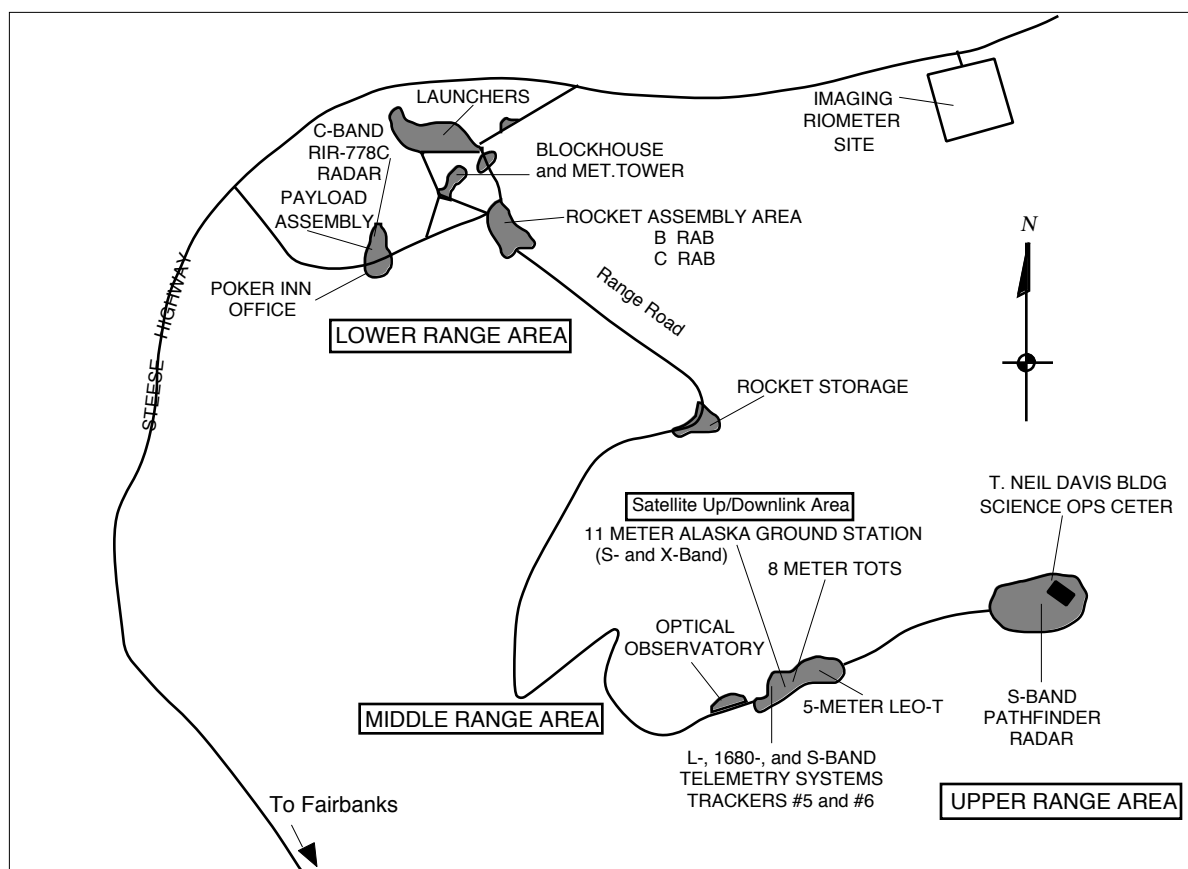 LAUNCHERS
C-BAND
RIR-778C
RADAR
PAYLOAD
ASSEMBLY
POKER INN
OFFICE
BLOCKHOUSE
and MET.TOWER
ROCKET ASSEMBLY AREA
B RAB
C RAB
IMAGING
RIOMETER
SITE
STEESE HIGHWAY
LOWER RANGE AREA
Range Road
N
ROCKET STORAGE
T. NEIL DAVIS BLDG
SCIENCE OPS CETER
Satellite Up/Downlink Area
11 METER ALASKA GROUND STATION
(S- and X-Band)
8 METER TOTS
OPTICAL
OBSERVATORY
5-METER LEO-T
S-BAND
PATHFINDER
RADAR
MIDDLE RANGE AREA
L-, 1680-, and S-BAND
TELEMETRY SYSTEMS
TRACKERS #5 and #6
UPPER RANGE AREA
To Fairbanks